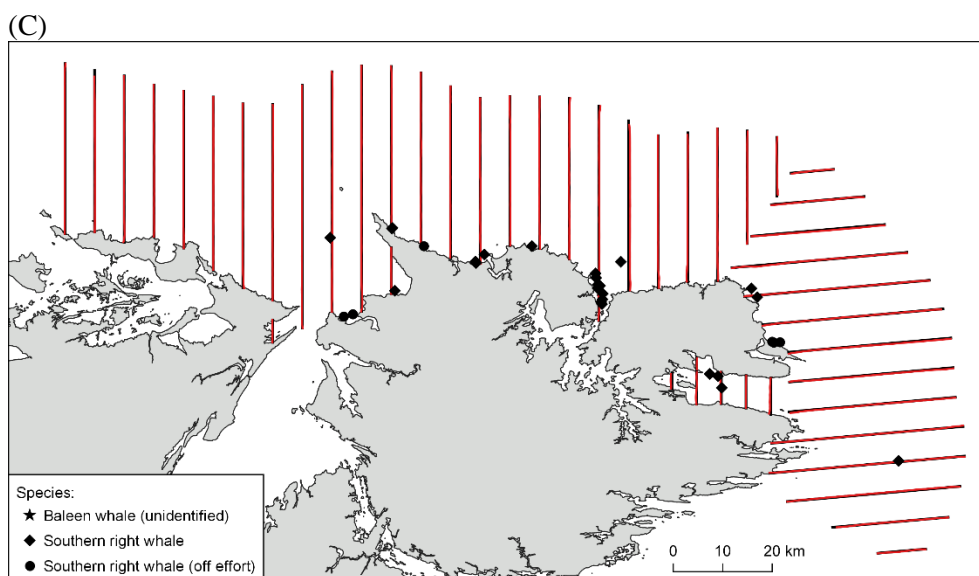 (C)
Species:
★ Baleen whale (unidentified)
◆ Southern right whale
● Southern right whale (off effort)
0 10 20 km